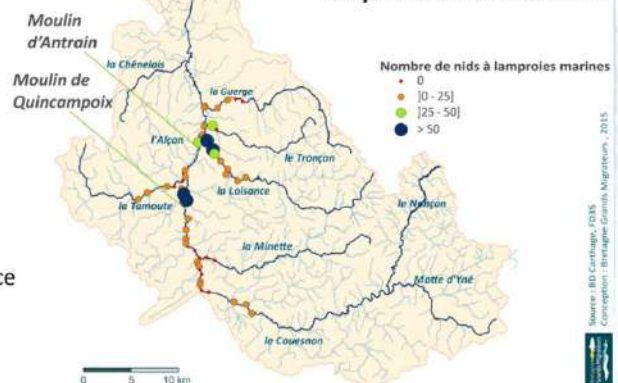 Moulin
d'Antrain
Moulin de
Quincampoix
la Chênelais
la Guerge
l'Alçon
le Tronçon
la Loisance
la Tamoute
le Nançon
la Minette
Motte d'Yné
le Couesnon
ce
Nombre de nids à lamproies marines
0
]0 - 25]
]25 - 50]
> 50
0 5 10 km
Source : BD Carthage, FD35
Conception : Bretagne Grands Migrateurs, 2015